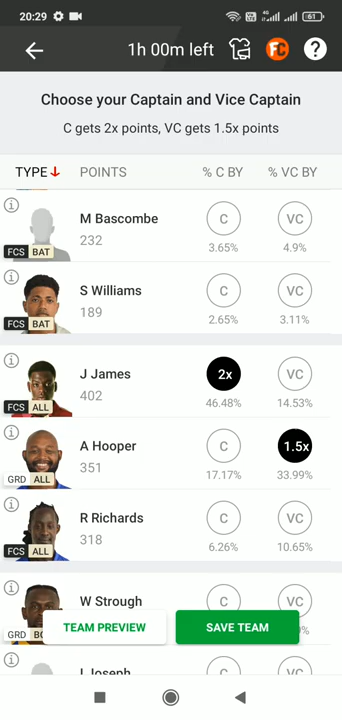 20:29
4G
61
1h 00m left
FC
?
Choose your Captain and Vice Captain
C gets 2x points, VC gets 1.5x points
TYPE POINTS % C BY % VC BY
i
M Bascombe
232
FCS BAT
C
3.65%
VC
4.9%
i
S Williams
189
FCS BAT
C
2.65%
VC
3.11%
i
J James
402
FCS ALL
2x
46.48%
VC
14.53%
i
A Hooper
351
GRD ALL
C
17.17%
1.5x
33.99%
i
R Richards
318
FCS ALL
C
6.26%
VC
10.65%
i
W Strough
GRD
C
VC
TEAM PREVIEW
SAVE TEAM
i
C
VC